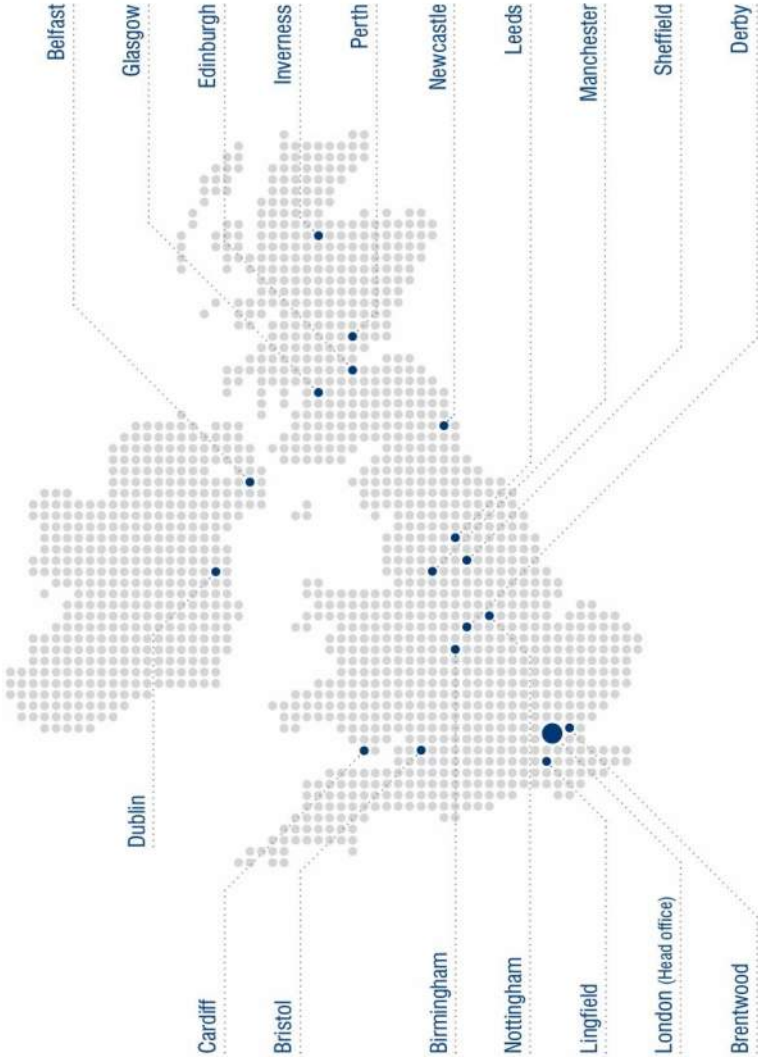 Belfast
Glasgow
Edinburgh
Inverness
Perth
Newcastle
Leeds
Manchester
Sheffield
Derby
Dublin
Cardiff
Bristol
Birmingham
Nottingham
Lingfield
London (Head office)
Brentwood